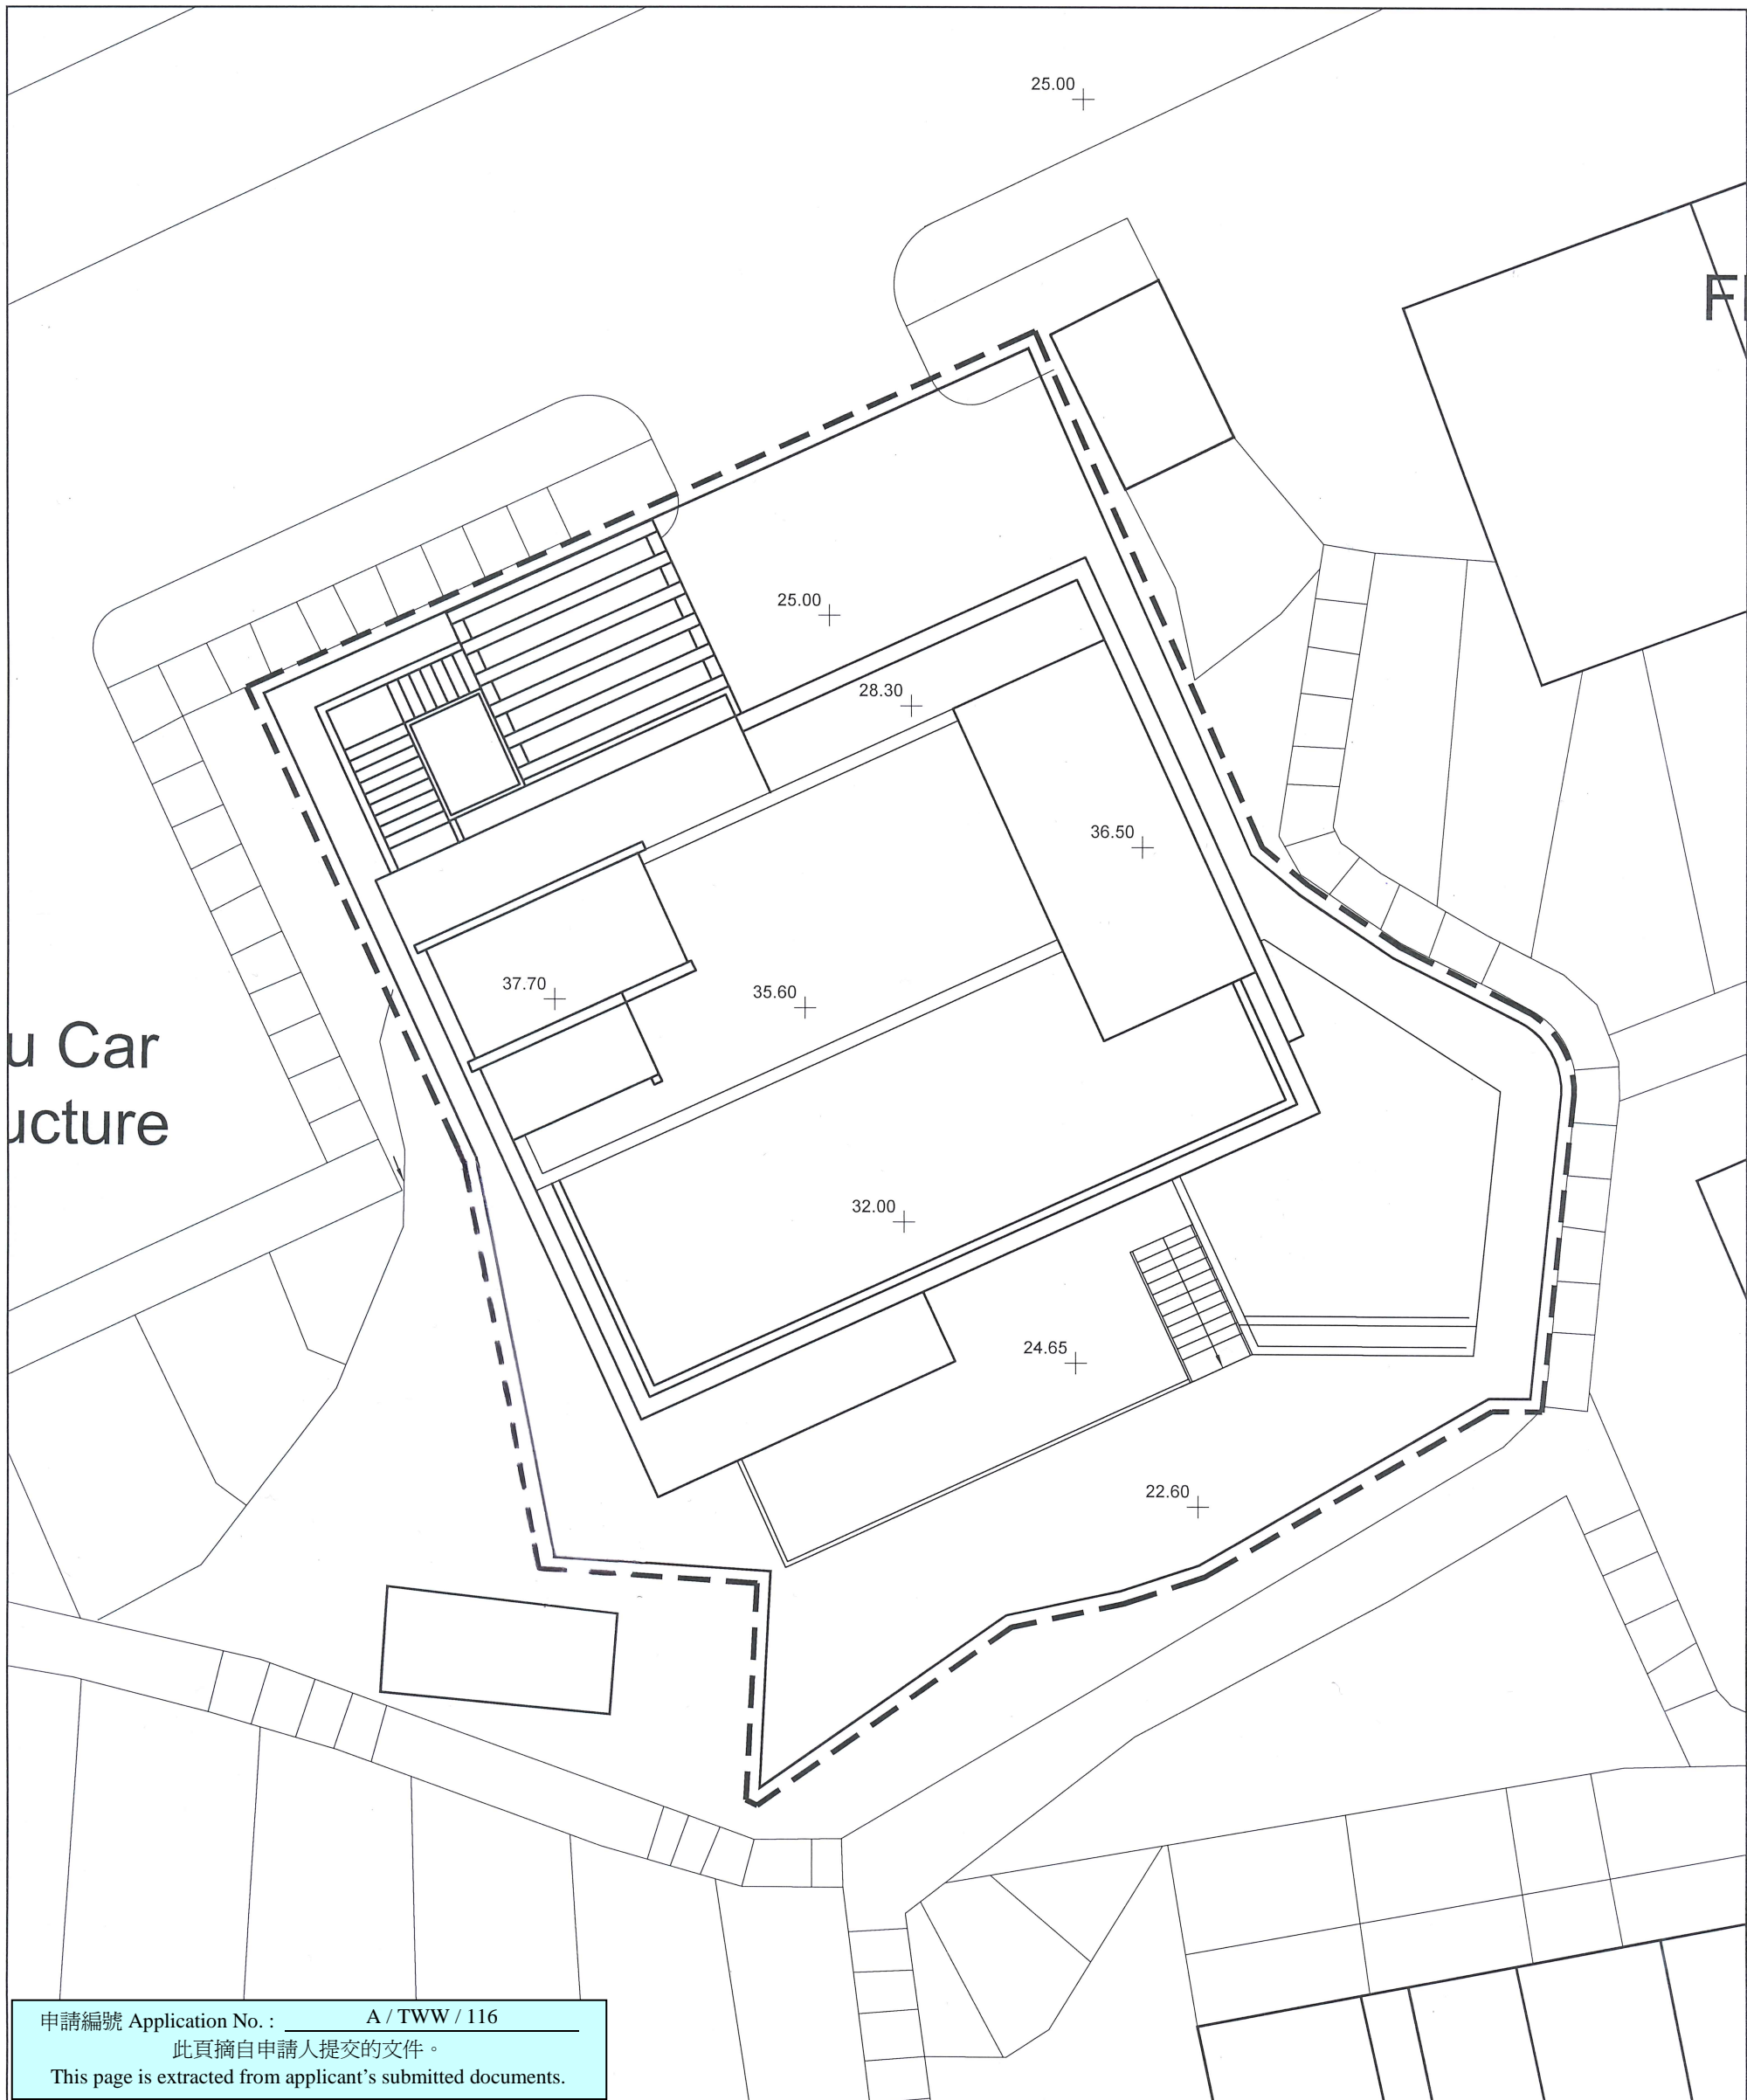 25.00
25.00
28.30
36.50
37.70
35.60
u Car
ucture
32.00
24.65
22.60
申請編號 Application No. : A / TWW / 116
此頁摘自申請人提交的文件。
This page is extracted from applicant's submitted documents.